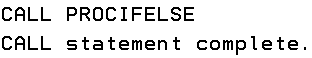 CALL PROCIFELSE
CALL statement complete.